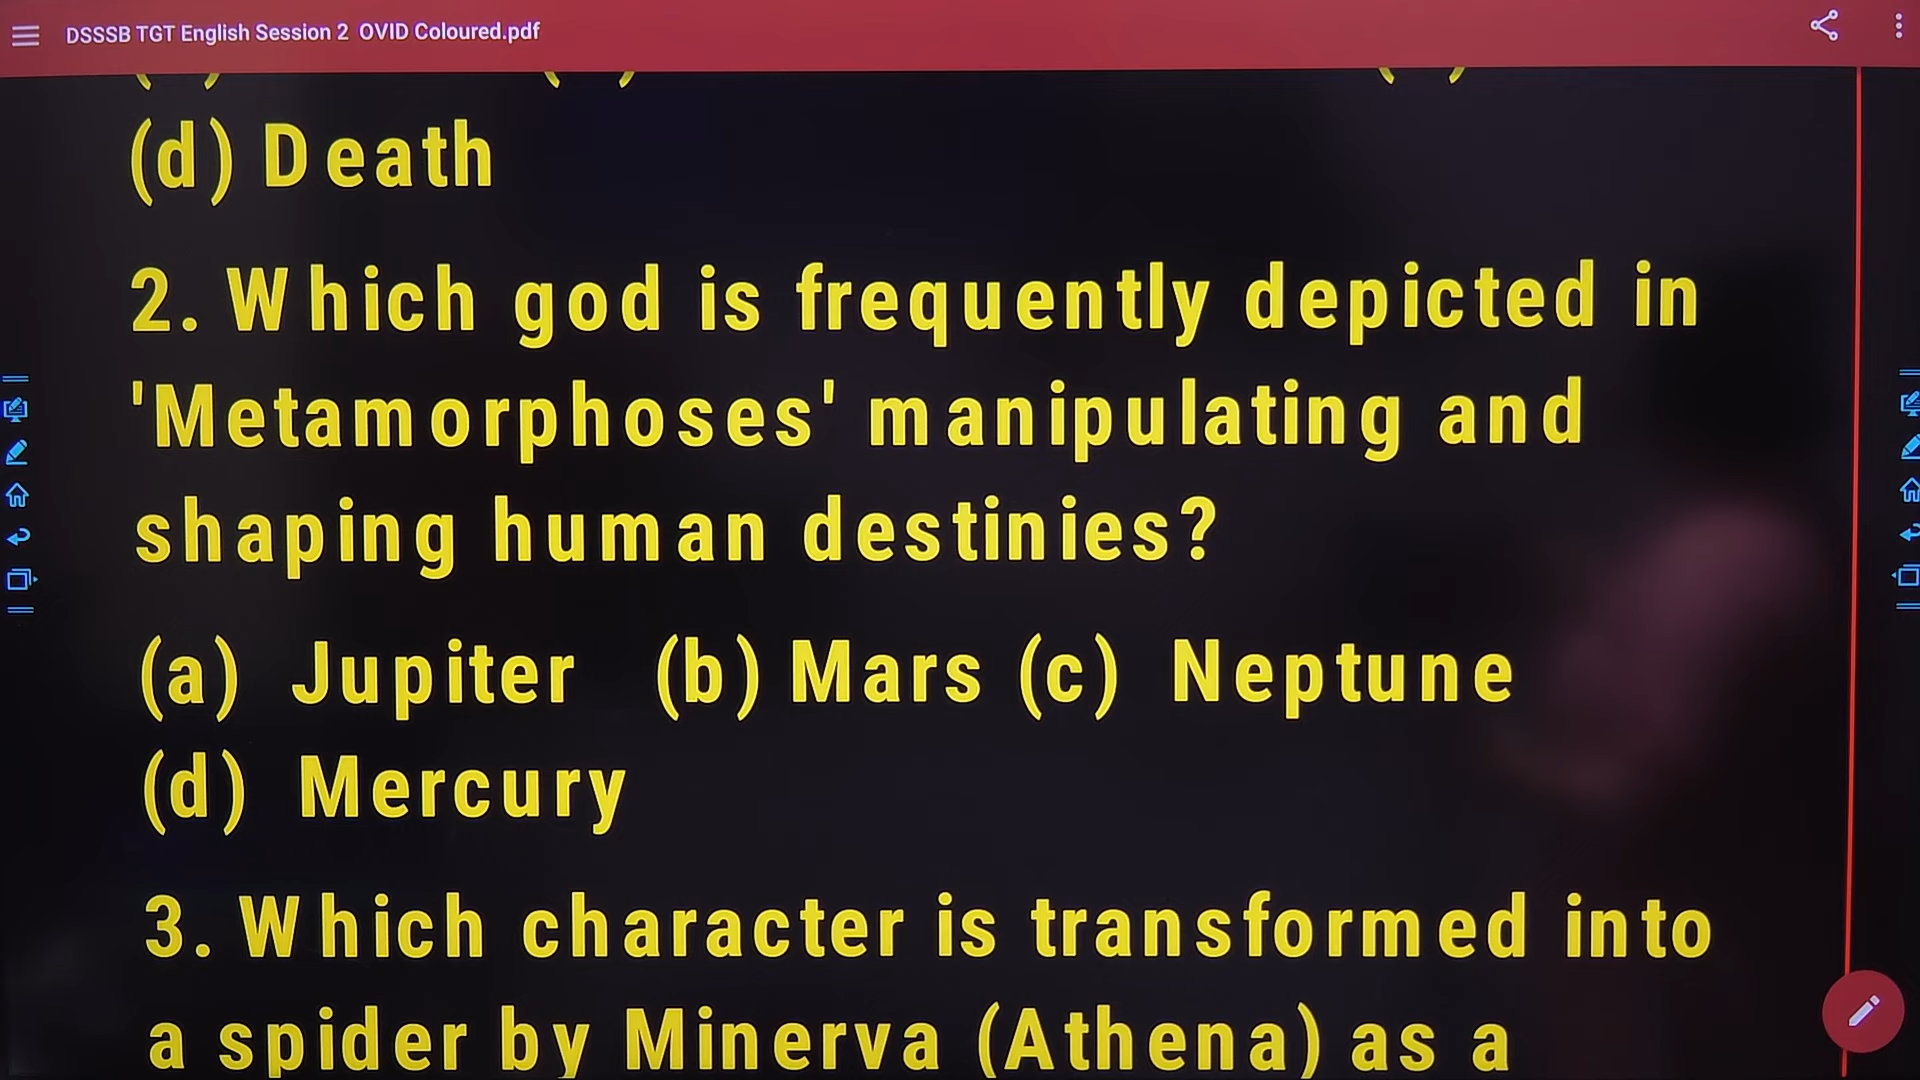 DSSSB TGT English Session 2 OVID Coloured.pdf
(d) Death
2. Which god is frequently depicted in
'Metamorphoses' manipulating and
shaping human destinies?
(a) Jupiter (b) Mars (c) Neptune
(d) Mercury
3. Which character is transformed into
a spider by Minerva (Athena) as a